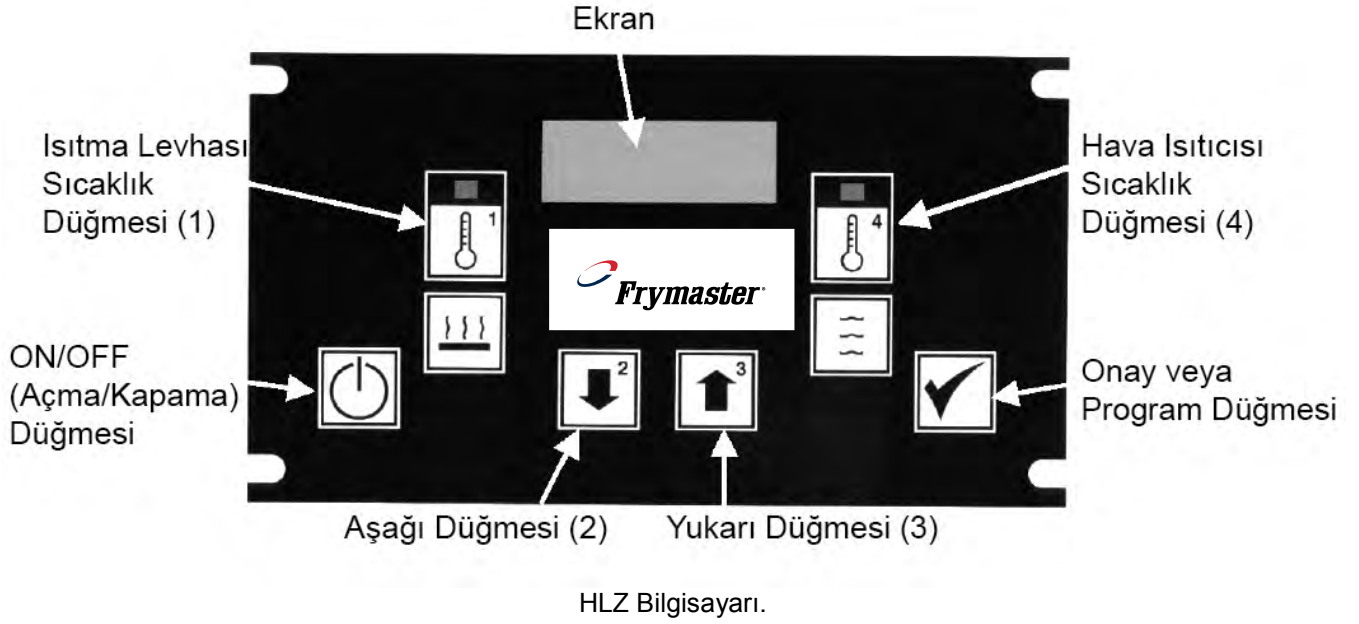 Ekran
Isıtma Levhası
Sıcaklık
Düğmesi (1)
Hava Isıtıcısı
Sıcaklık
Düğmesi (4)
1
4
Frymaster
ON/OFF
(Açma/Kapama)
Düğmesi
2
3
Onay veya
Program Düğmesi
Aşağı Düğmesi (2)
Yukarı Düğmesi (3)
HLZ Bilgisayarı.